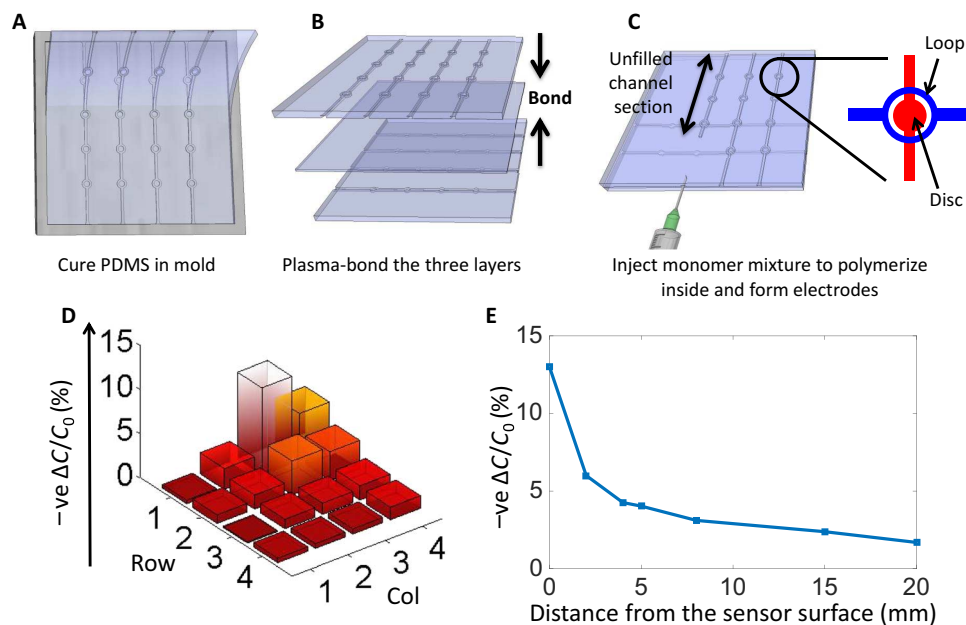 A
Cure PDMS in mold
B
Bond
Plasma-bond the three layers
C
Unfilled
channel
section
Loop
Disc
Inject monomer mixture to polymerize
inside and form electrodes
D
−ve ΔC/C0 (%)
15
10
5
0
1
2
3
4
Row
1
2
3
4
Col
E
−ve ΔC/C0 (%)
15
10
5
0
0
5
10
15
20
Distance from the sensor surface (mm)